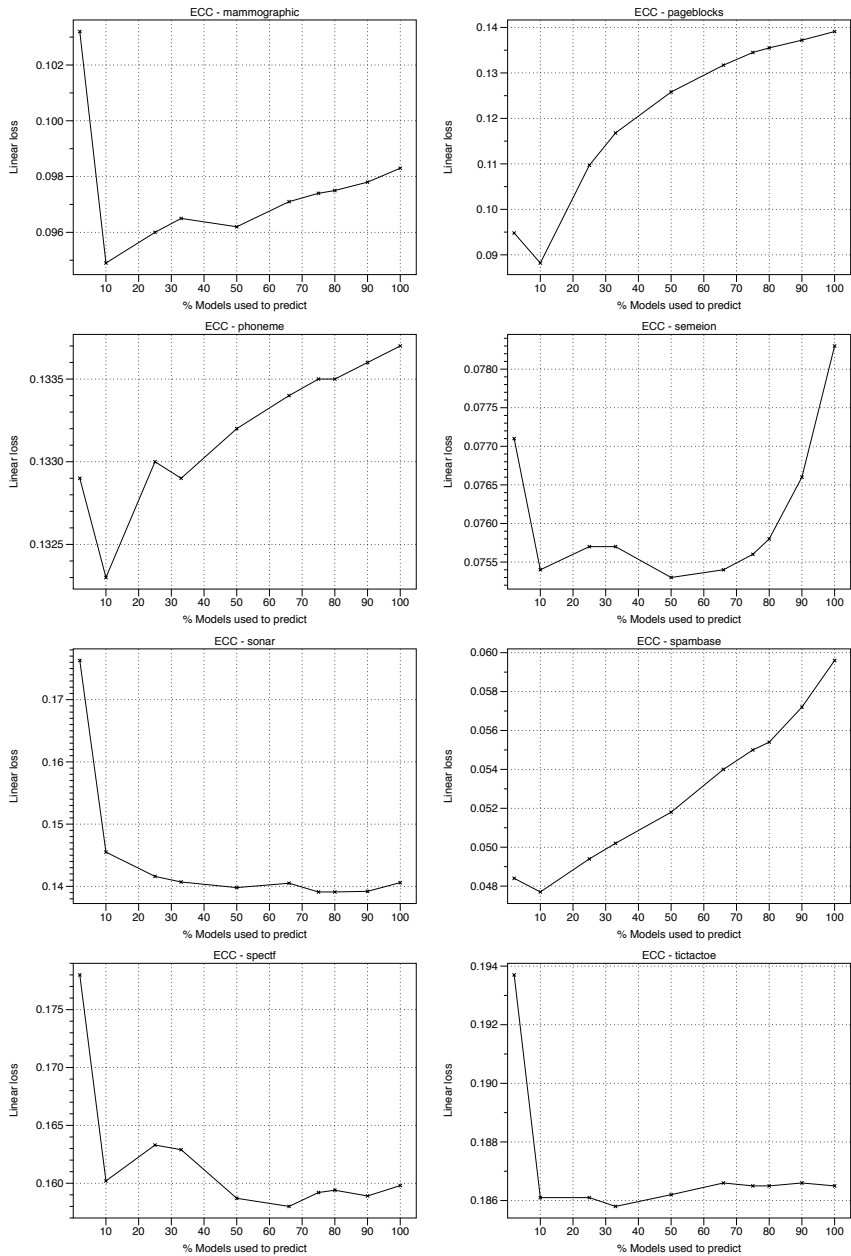 ECC - mammographic
0.102
0.100
0.098
0.096
Linear loss
10 20 30 40 50 60 70 80 90 100
% Models used to predict
ECC - pageblocks
0.14
0.13
0.12
0.11
0.10
0.09
Linear loss
10 20 30 40 50 60 70 80 90 100
% Models used to predict
ECC - phoneme
0.1335
0.1330
0.1325
Linear loss
10 20 30 40 50 60 70 80 90 100
% Models used to predict
ECC - semeion
0.0780
0.0775
0.0770
0.0765
0.0760
0.0755
Linear loss
10 20 30 40 50 60 70 80 90 100
% Models used to predict
ECC - sonar
0.17
0.16
0.15
0.14
Linear loss
10 20 30 40 50 60 70 80 90 100
% Models used to predict
ECC - spambase
0.060
0.058
0.056
0.054
0.052
0.050
0.048
Linear loss
10 20 30 40 50 60 70 80 90 100
% Models used to predict
ECC - spectf
0.175
0.170
0.165
0.160
Linear loss
10 20 30 40 50 60 70 80 90 100
% Models used to predict
ECC - tictactoe
0.194
0.192
0.190
0.188
0.186
Linear loss
10 20 30 40 50 60 70 80 90 100
% Models used to predict